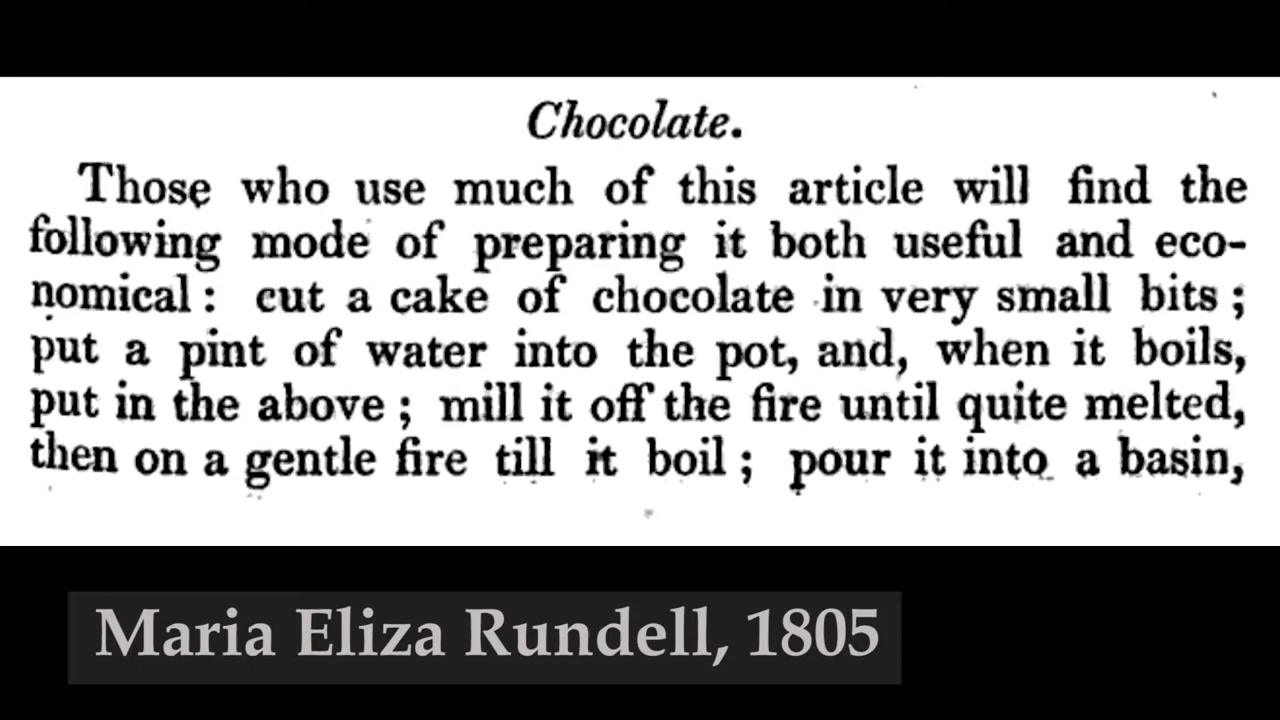 Chocolate.
Those who use much of this article will find the
following mode of preparing it both useful and eco-
nomical: cut a cake of chocolate in very small bits;
put a pint of water into the pot, and, when it boils,
put in the above; mill it off the fire until quite melted,
then on a gentle fire till it boil; pour it into a basin,
Maria Eliza Rundell, 1805